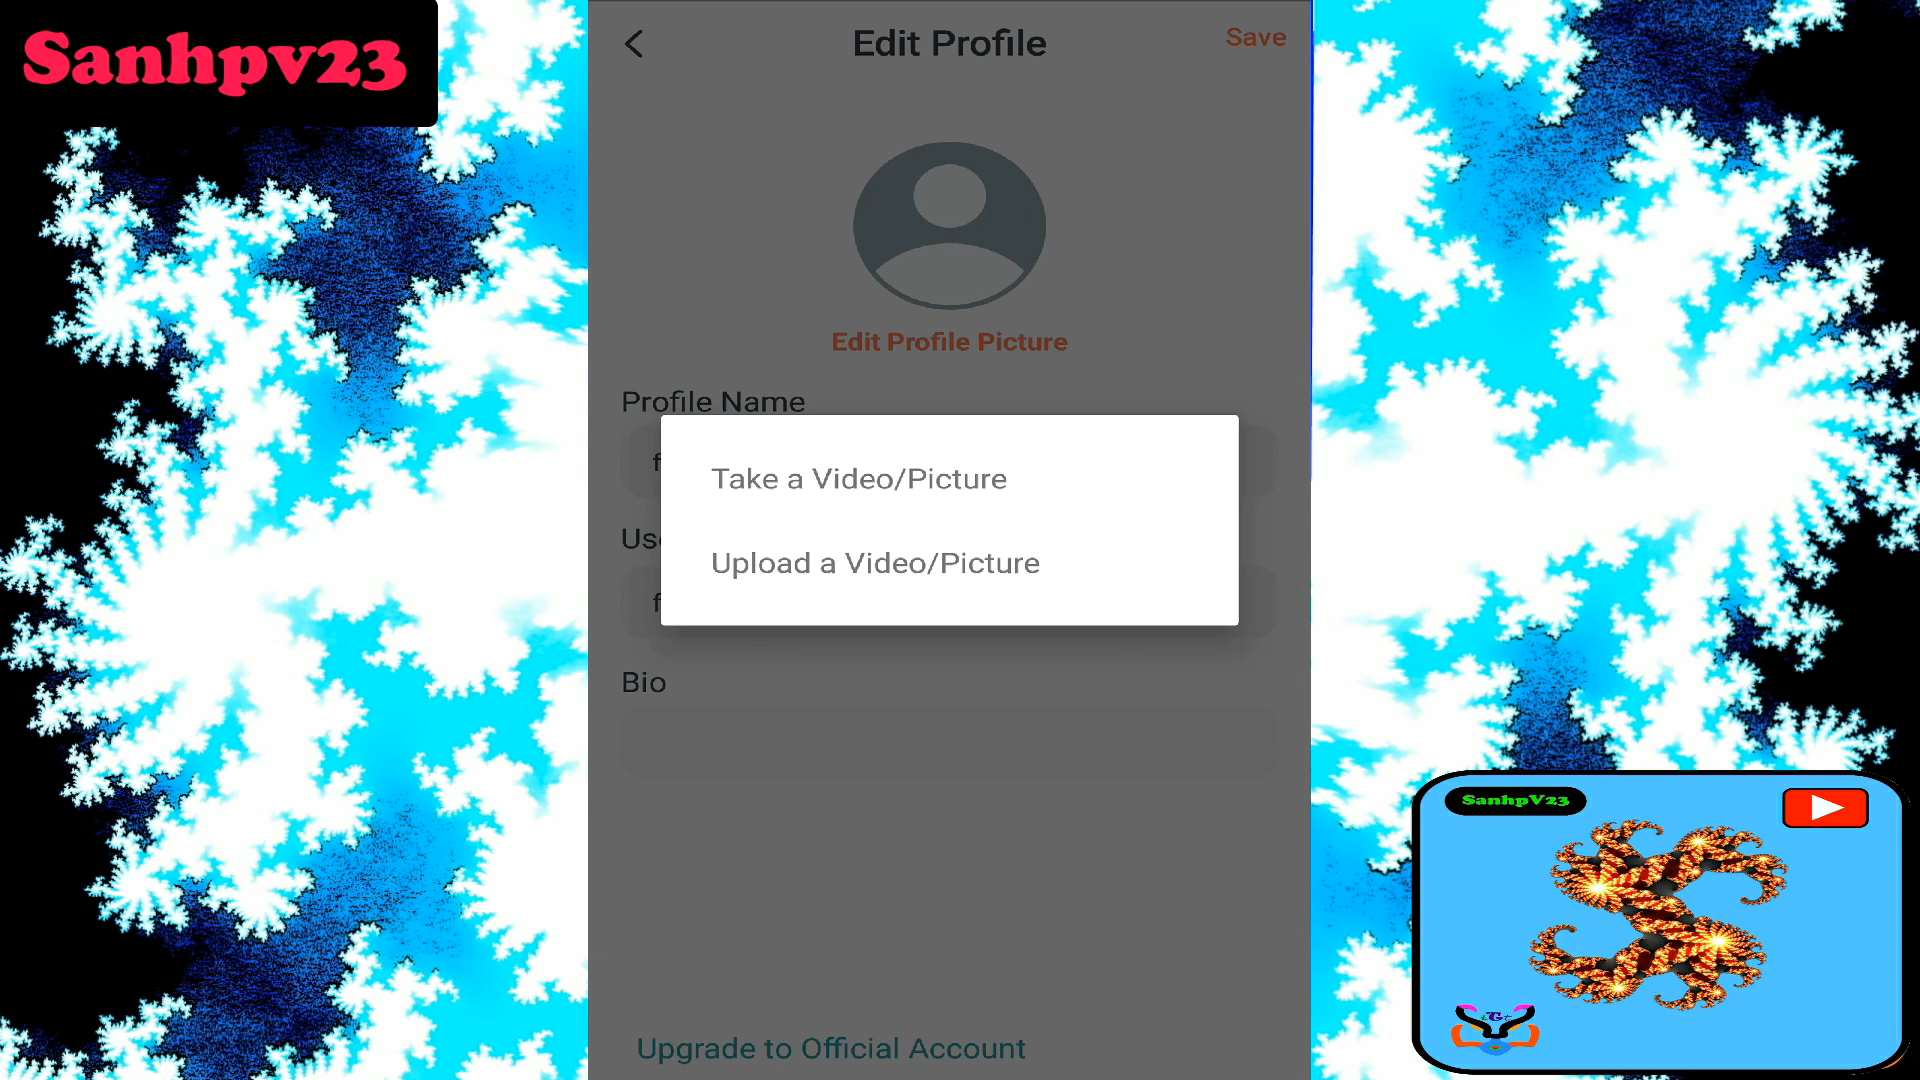 Sanhpv23
Edit Profile
Save
Edit Profile Picture
Profile Name
f
Take a Video/Picture
Us
Upload a Video/Picture
f
Bio
Upgrade to Official Account
SanhpV23